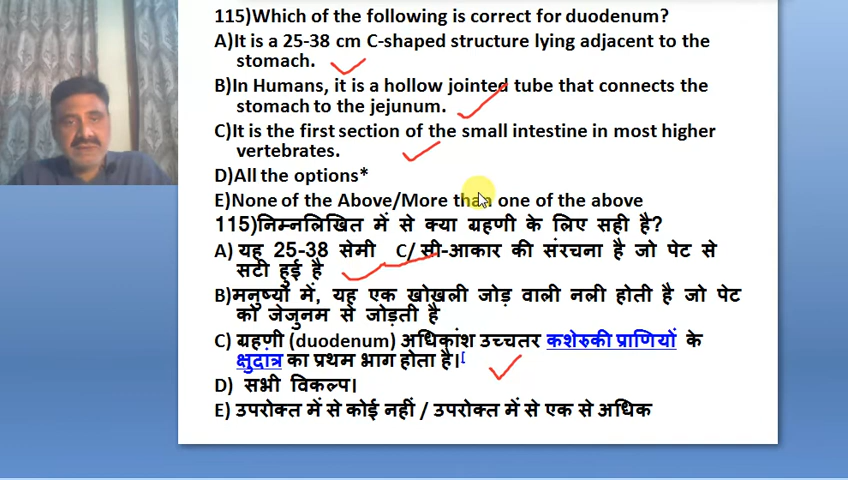 115)Which of the following is correct for duodenum?
A)It is a 25-38 cm C-shaped structure lying adjacent to the
stomach.
B)In Humans, it is a hollow jointed tube that connects the
stomach to the jejunum.
C)It is the first section of the small intestine in most higher
vertebrates.
D)All the options*
E)None of the Above/More than one of the above
115)निम्नलिखित में से क्या ग्रहणी के लिए सही है?
A) यह 25-38 सेमी C/ सी-आकार की संरचना है जो पेट से
सटी हुई है
B)मनुष्यों में, यह एक खोखली जोड़ वाली नली होती है जो पेट
को जेजुनम से जोड़ती है
C) ग्रहणी (duodenum) अधिकांश उच्चतर कशेरुकी प्राणियों के
क्षुदांत्र का प्रथम भाग होता है।[
D) सभी विकल्प।
E) उपरोक्त में से कोई नहीं / उपरोक्त में से एक से अधिक